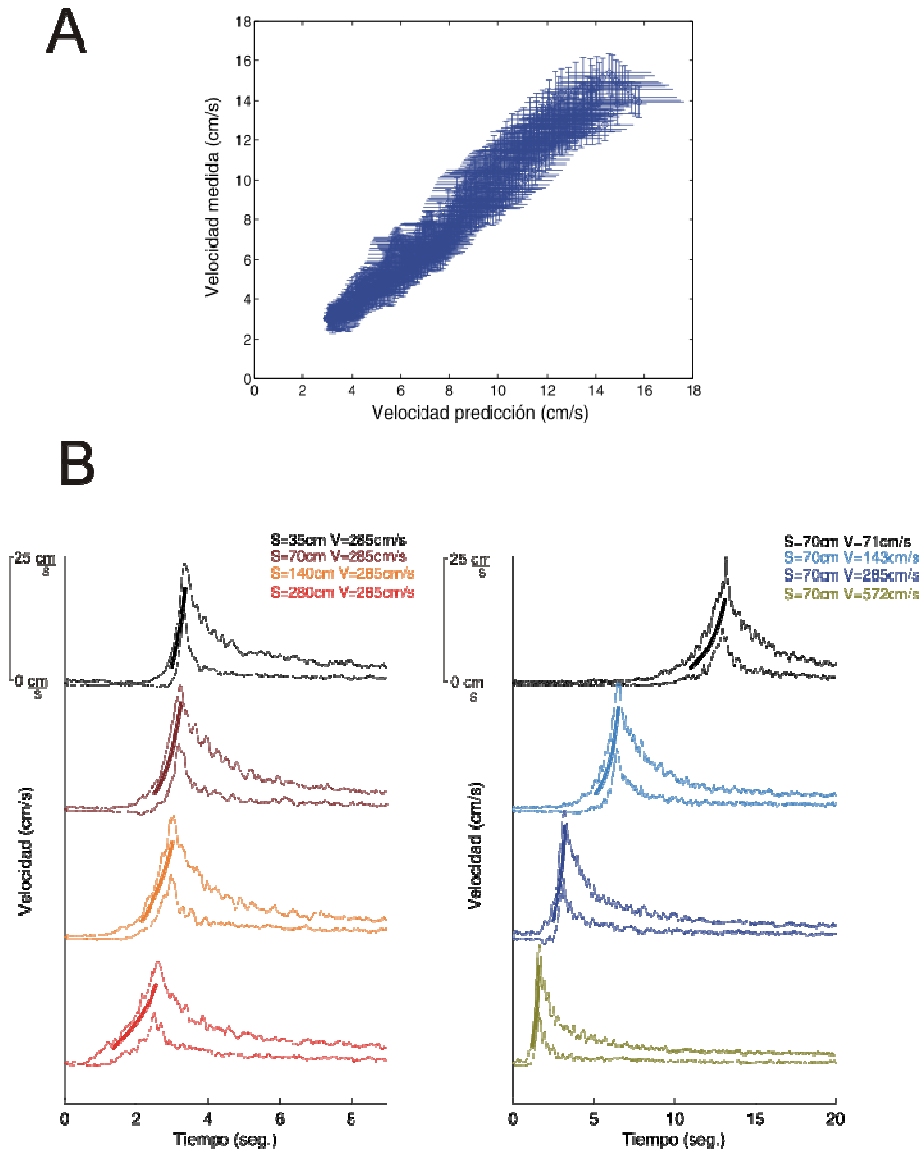 A
18
16
14
12
10
8
6
4
2
0
Velocidad medida (cm/s)
0 2 4 6 8 10 12 14 16 18
Velocidad predicción (cm/s)
B
S=35cm V=285cm/s
S=70cm V=285cm/s
S=140cm V=285cm/s
S=280cm V=285cm/s
25 cm
s
0 cm
s
Velocidad (cm/s)
0 2 4 6 8
Tiempo (seg.)
S=70cm V=71cm/s
S=70cm V=143cm/s
S=70cm V=285cm/s
S=70cm V=572cm/s
25 cm
s
0 cm
s
Velocidad (cm/s)
0 5 10 15 20
Tiempo (seg.)